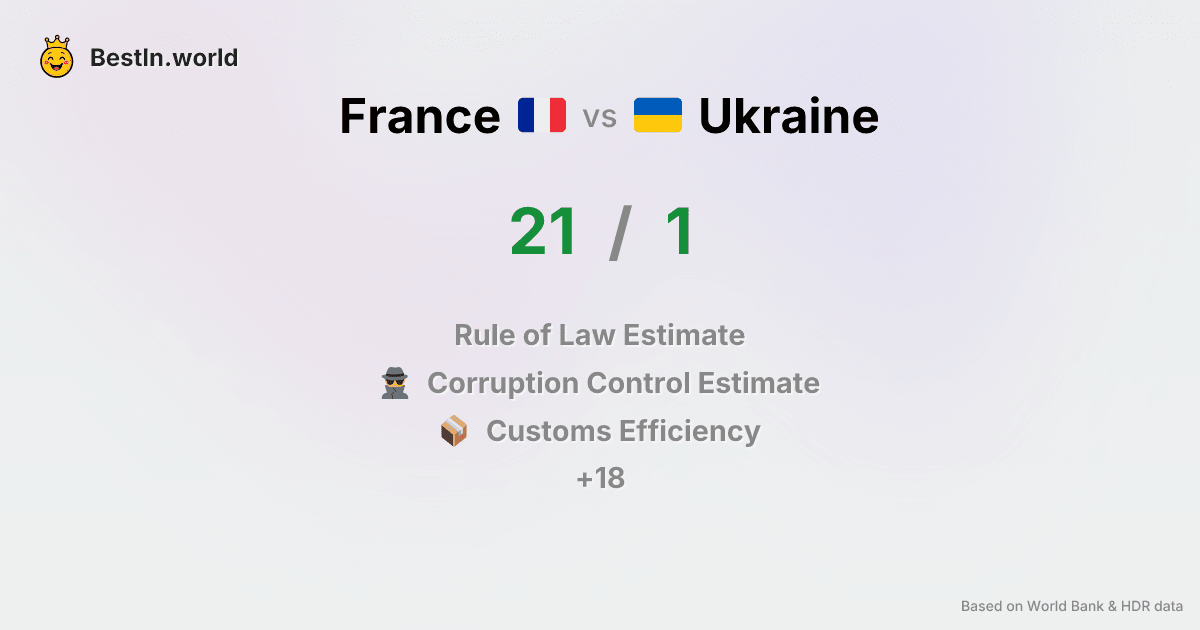 BestIn.world
France vs Ukraine
21 / 1
Rule of Law Estimate
Corruption Control Estimate
Customs Efficiency
+18
Based on World Bank & HDR data